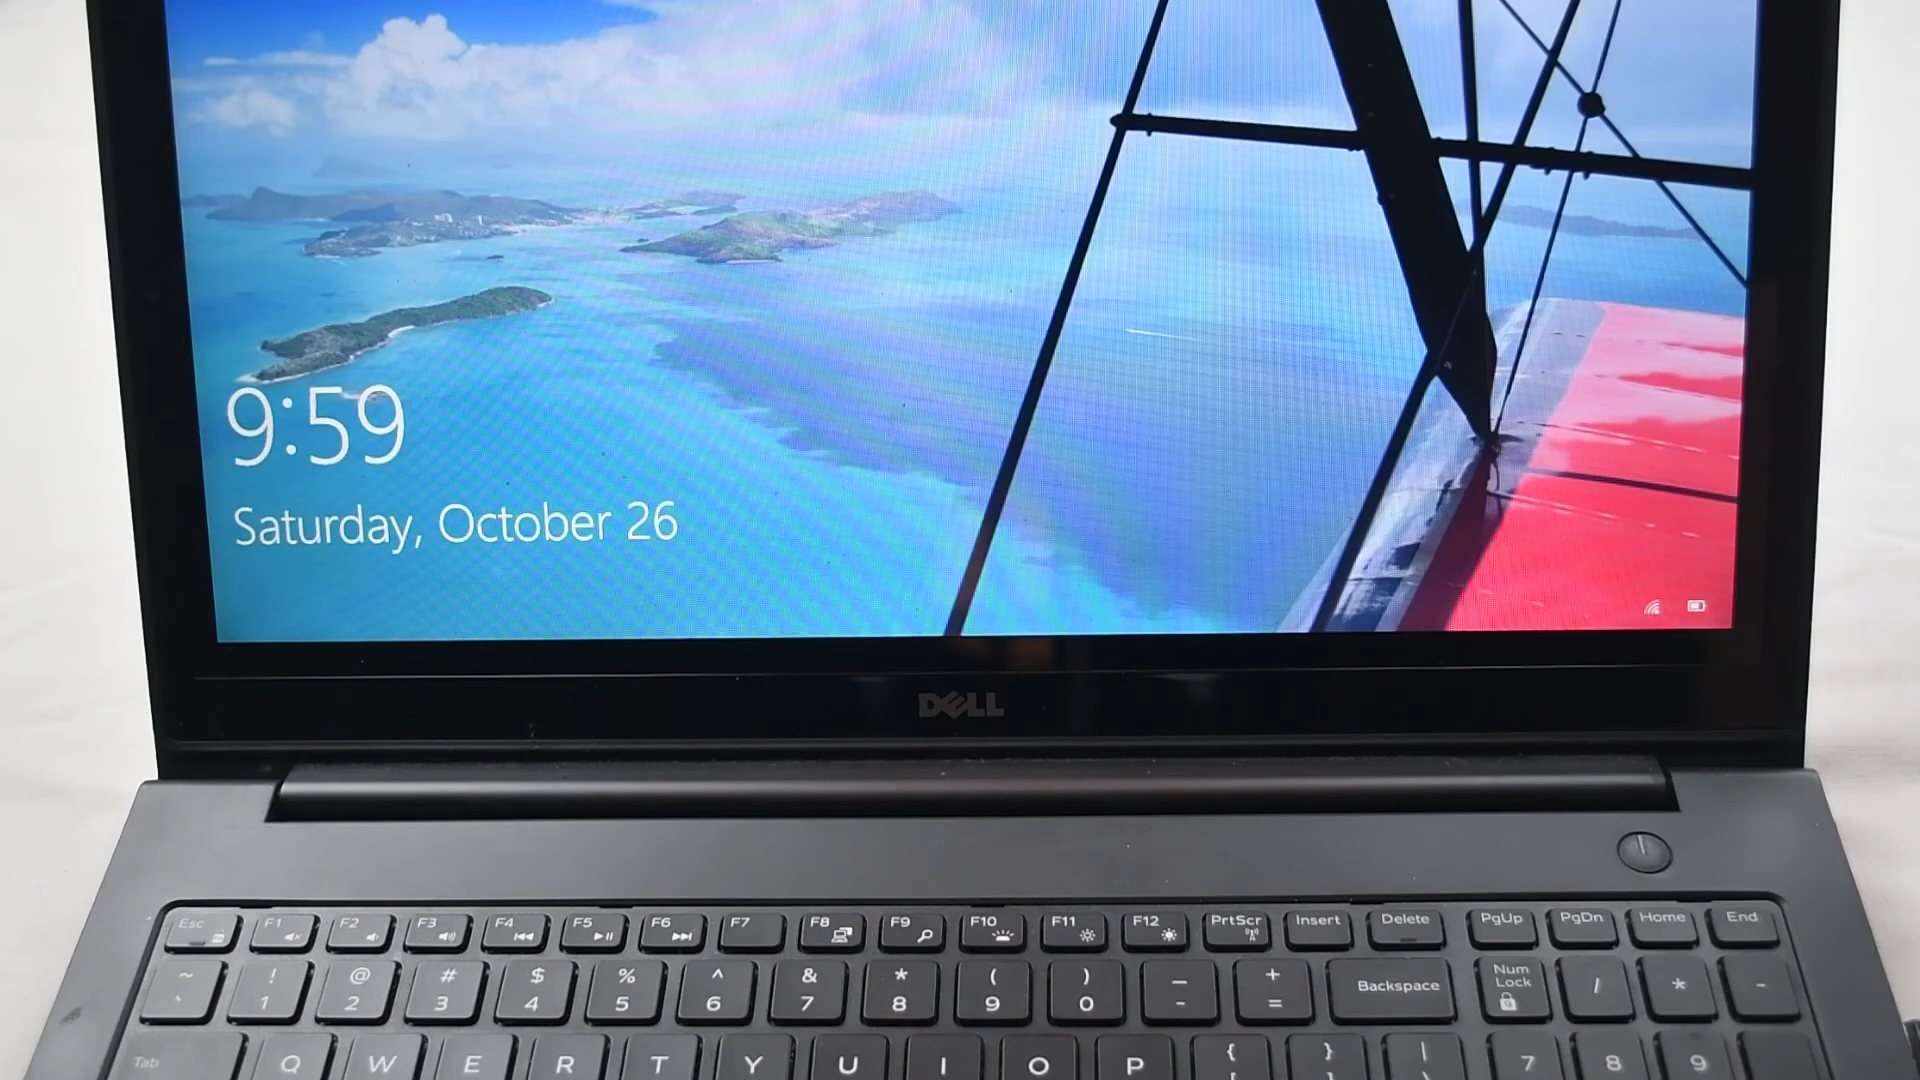 9:59
Saturday, October 26
DELL
Esc F1 F2 F3 F4 F5 F6 F7 F8 F9 F10 F11 F12 PrtScr Insert Delete PgUp PgDn Home End
~ ! @ # $ % ^ & * ( ) _ + Backspace Num Lock / * -
` 1 2 3 4 5 6 7 8 9 0 - =
Tab Q W E R T Y U I O P { } | 7 8 9
[ ]